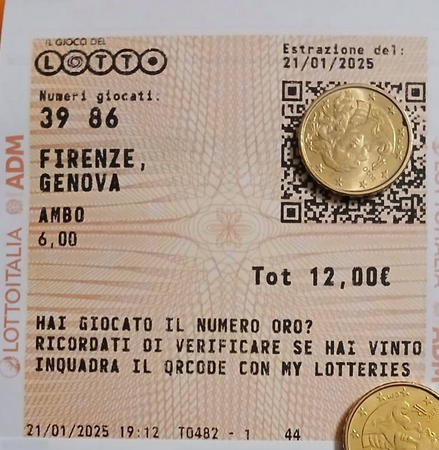 IL GIOCO DEL
LOTTO
Estrazione del:
21/01/2025
Numeri giocati:
39 86
FIRENZE,
GENOVA
AMBO
6,00
Tot 12,00€
HAI GIOCATO IL NUMERO ORO?
RICORDATI DI VERIFICARE SE HAI VINTO
INQUADRA IL QRCODE CON MY LOTTERIES
21/01/2025 19:12 T0482 - 1 44
LOTTOITALIA ADM